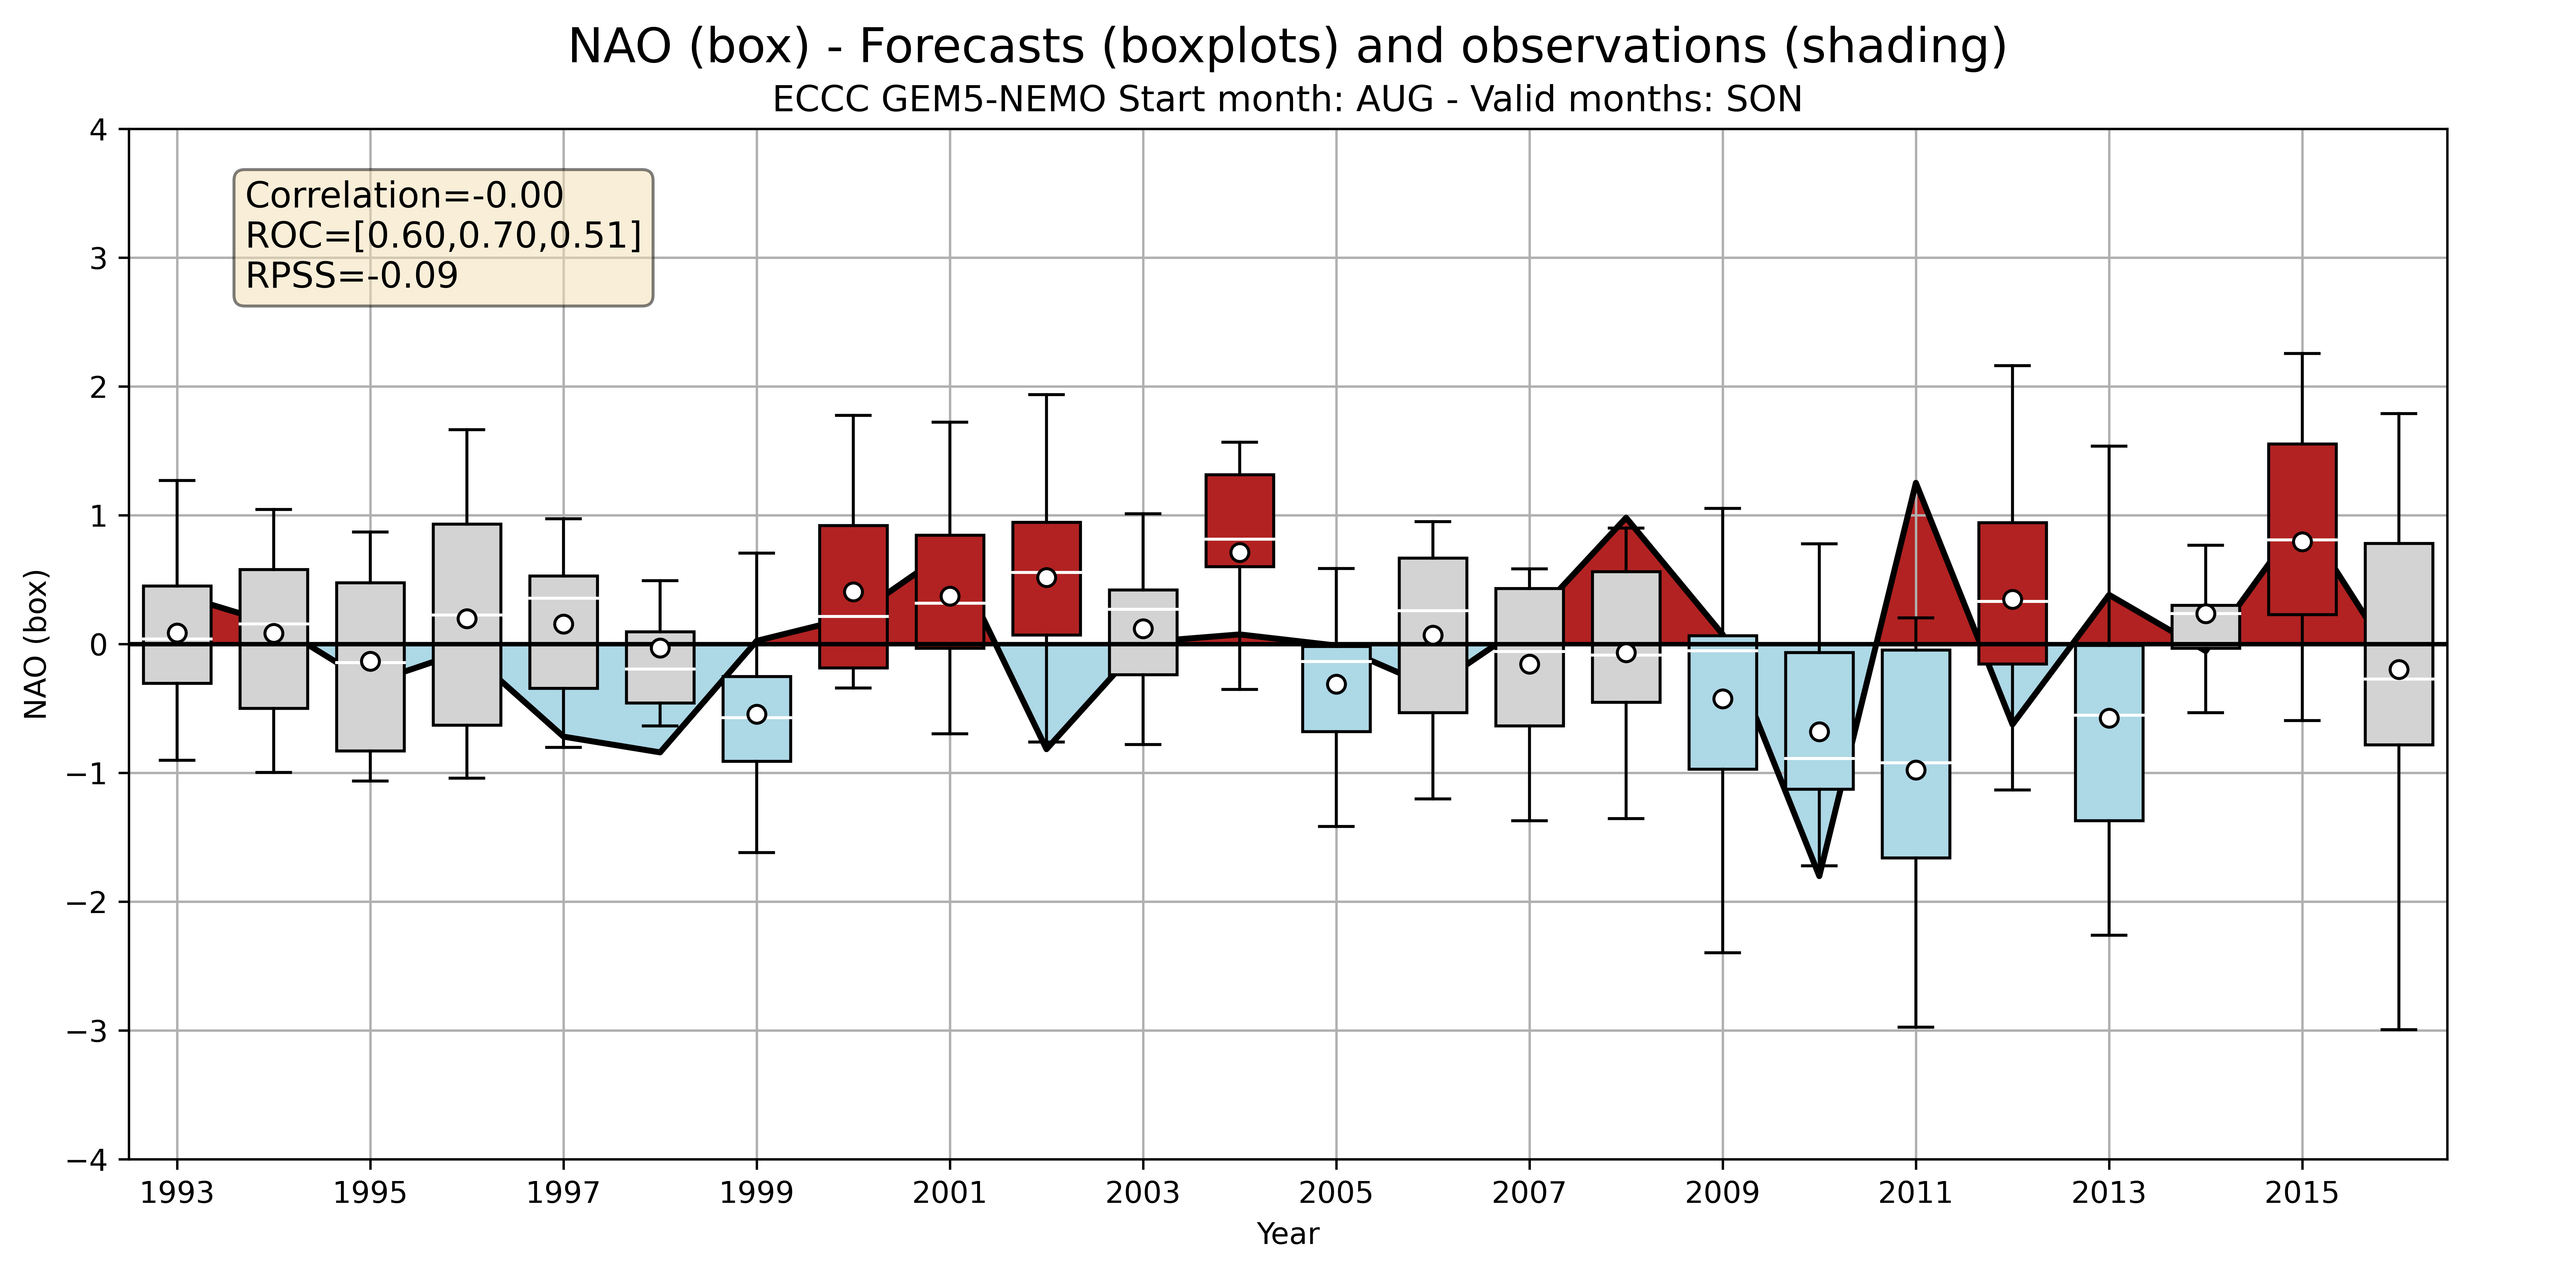 NAO (box) - Forecasts (boxplots) and observations (shading)
ECCC GEM5-NEMO Start month: AUG - Valid months: SON
Correlation=-0.00
ROC=[0.60,0.70,0.51]
RPSS=-0.09
NAO (box)
4
3
2
1
0
−1
−2
−3
−4
1993 1995 1997 1999 2001 2003 2005 2007 2009 2011 2013 2015
Year